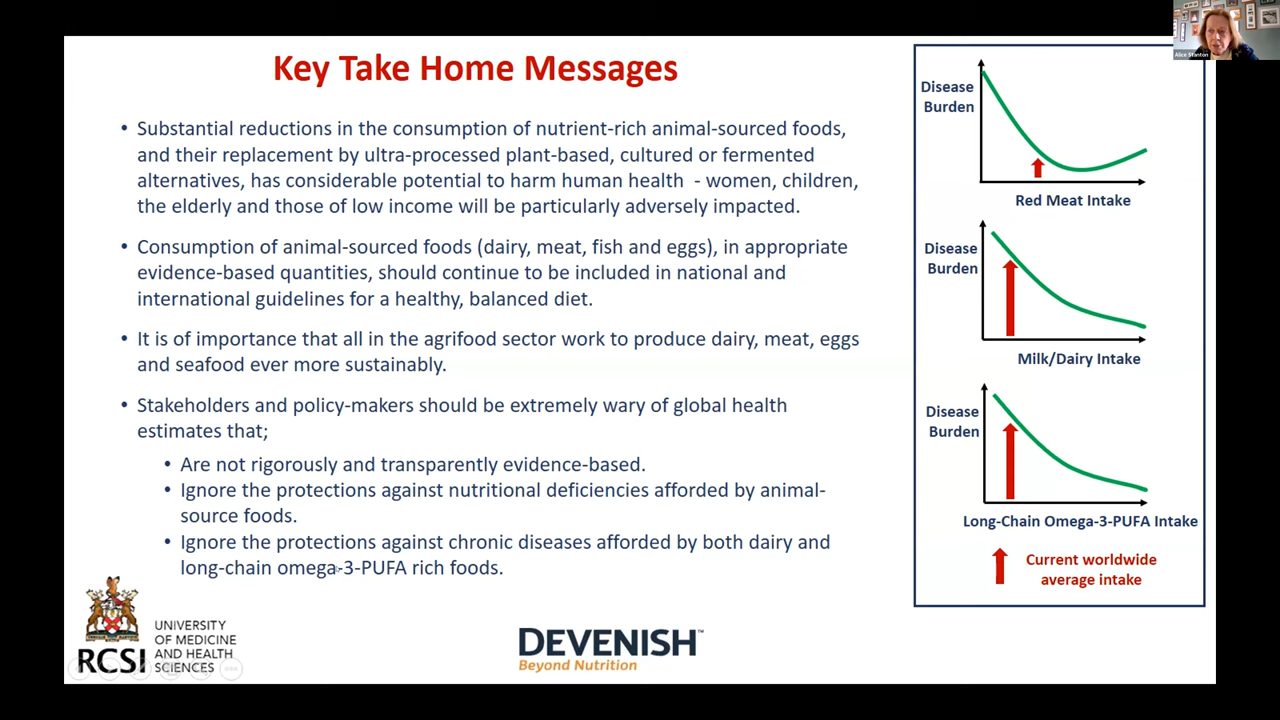 Key Take Home Messages
• Substantial reductions in the consumption of nutrient-rich animal-sourced foods,
and their replacement by ultra-processed plant-based, cultured or fermented
alternatives, has considerable potential to harm human health - women, children,
the elderly and those of low income will be particularly adversely impacted.
• Consumption of animal-sourced foods (dairy, meat, fish and eggs), in appropriate
evidence-based quantities, should continue to be included in national and
international guidelines for a healthy, balanced diet.
• It is of importance that all in the agrifood sector work to produce dairy, meat, eggs
and seafood ever more sustainably.
• Stakeholders and policy-makers should be extremely wary of global health
estimates that;
• Are not rigorously and transparently evidence-based.
• Ignore the protections against nutritional deficiencies afforded by animal-
source foods.
• Ignore the protections against chronic diseases afforded by both dairy and
long-chain omega-3-PUFA rich foods.
RCSI
UNIVERSITY
OF MEDICINE
AND HEALTH
SCIENCES
DEVENISH™
Beyond Nutrition
Disease
Burden
Red Meat Intake
Disease
Burden
Milk/Dairy Intake
Disease
Burden
Long-Chain Omega-3-PUFA Intake
Current worldwide
average intake
Alice Stanton